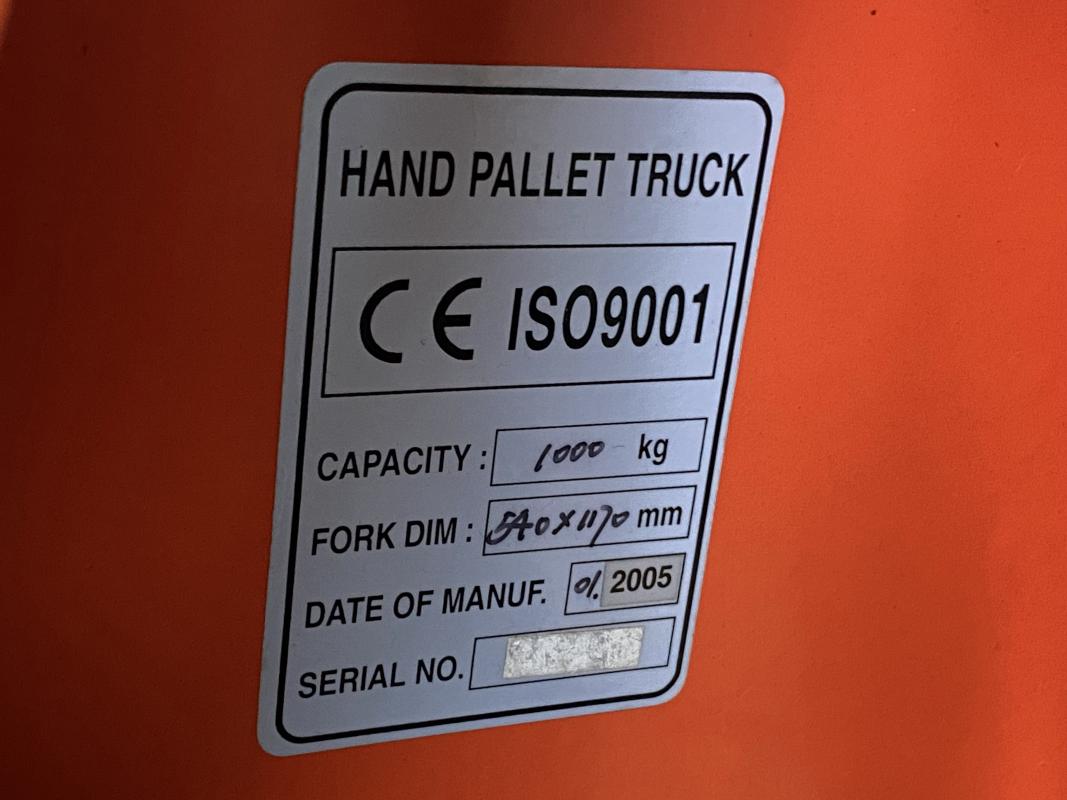 HAND PALLET TRUCK
CE ISO9001
CAPACITY : 1000 kg
FORK DIM : 540x1170 mm
DATE OF MANUF. 01. 2005
SERIAL NO.